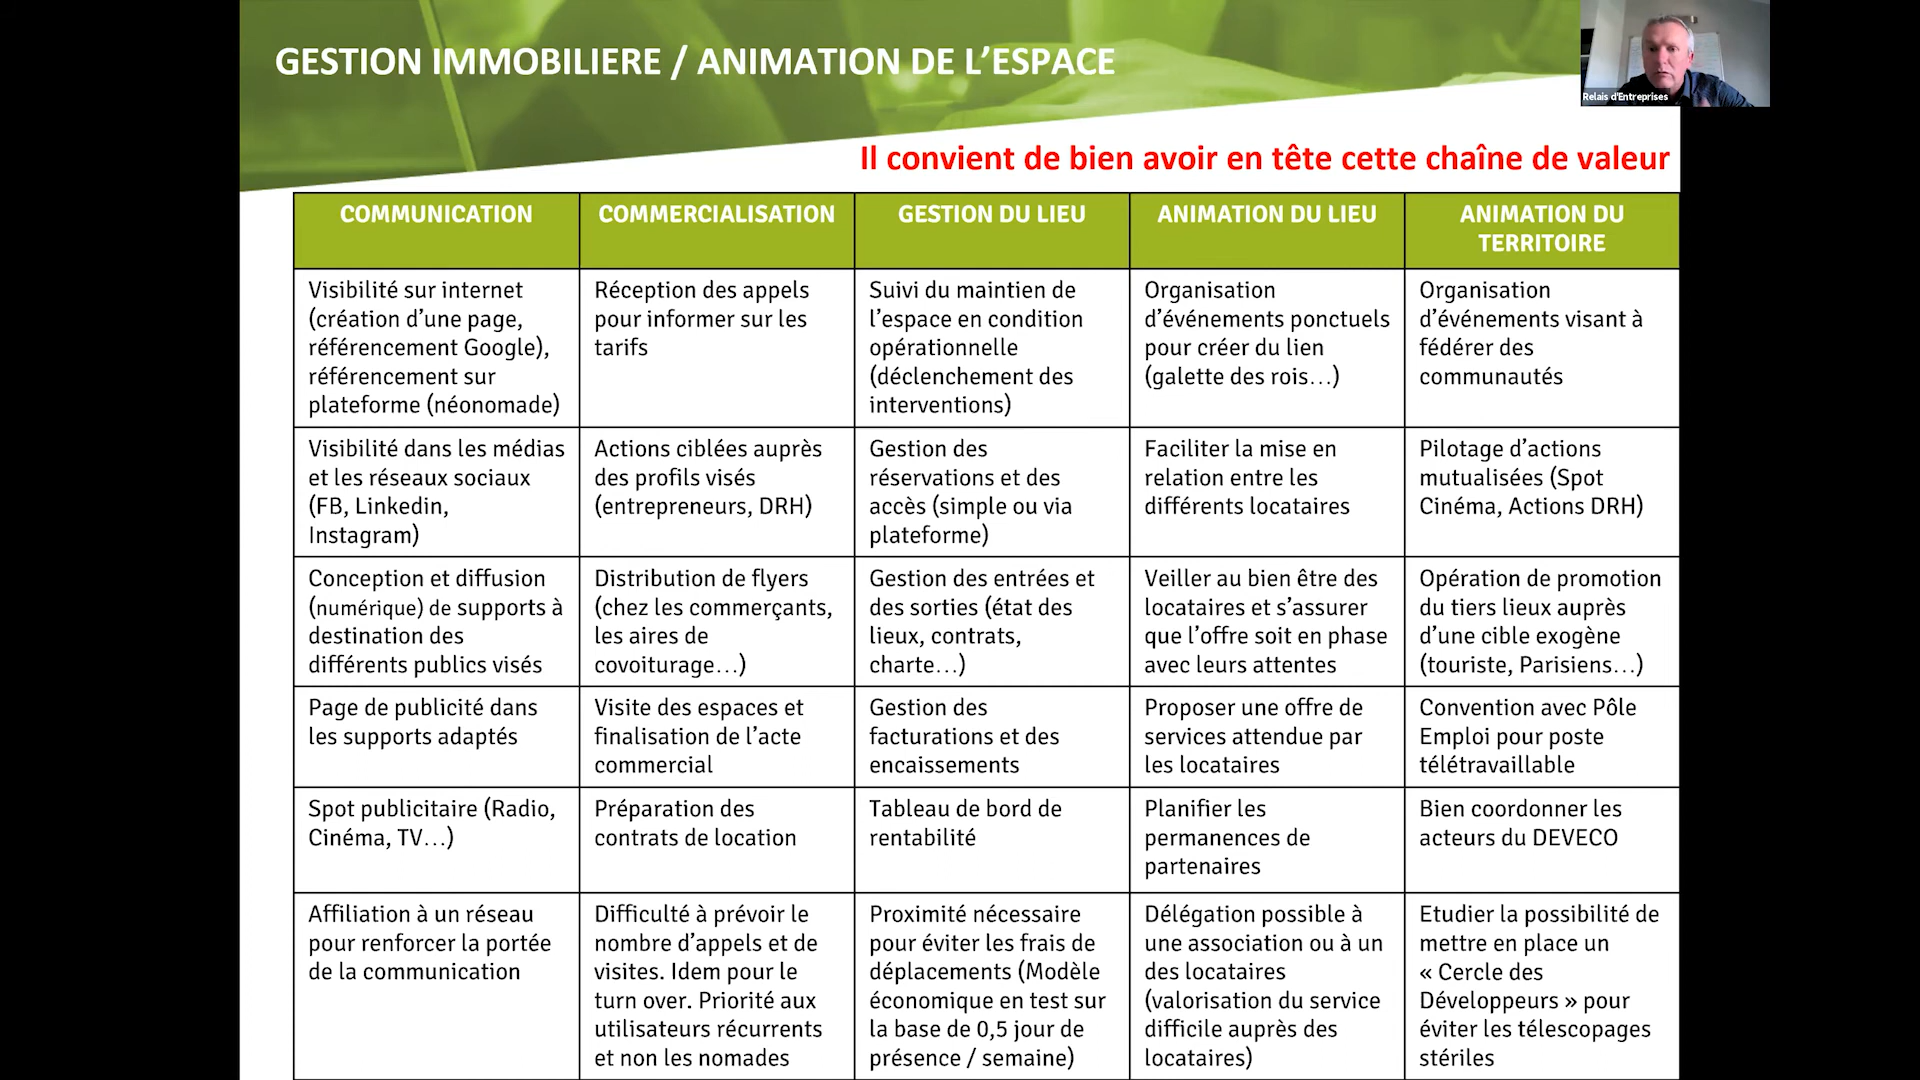 GESTION IMMOBILIERE / ANIMATION DE L'ESPACE
Relais d'Entreprises
Il convient de bien avoir en tête cette chaîne de valeur
COMMUNICATION
COMMERCIALISATION
GESTION DU LIEU
ANIMATION DU LIEU
ANIMATION DU
TERRITOIRE
Visibilité sur internet
(création d'une page,
référencement Google),
référencement sur
plateforme (néonomade)
Réception des appels
pour informer sur les
tarifs
Suivi du maintien de
l'espace en condition
opérationnelle
(déclenchement des
interventions)
Organisation
d'événements ponctuels
pour créer du lien
(galette des rois…)
Organisation
d'événements visant à
fédérer des
communautés
Visibilité dans les médias
et les réseaux sociaux
(FB, Linkedin,
Instagram)
Actions ciblées auprès
des profils visés
(entrepreneurs, DRH)
Gestion des
réservations et des
accès (simple ou via
plateforme)
Faciliter la mise en
relation entre les
différents locataires
Pilotage d'actions
mutualisées (Spot
Cinéma, Actions DRH)
Conception et diffusion
(numérique) de supports à
destination des
différents publics visés
Distribution de flyers
(chez les commerçants,
les aires de
covoiturage…)
Gestion des entrées et
des sorties (état des
lieux, contrats,
charte…)
Veiller au bien être des
locataires et s'assurer
que l'offre soit en phase
avec leurs attentes
Opération de promotion
du tiers lieux auprès
d'une cible exogène
(touriste, Parisiens…)
Page de publicité dans
les supports adaptés
Visite des espaces et
finalisation de l'acte
commercial
Gestion des
facturations et des
encaissements
Proposer une offre de
services attendue par
les locataires
Convention avec Pôle
Emploi pour poste
télétravaillable
Spot publicitaire (Radio,
Cinéma, TV…)
Préparation des
contrats de location
Tableau de bord de
rentabilité
Planifier les
permanences de
partenaires
Bien coordonner les
acteurs du DEVECO
Affiliation à un réseau
pour renforcer la portée
de la communication
Difficulté à prévoir le
nombre d'appels et de
visites. Idem pour le
turn over. Priorité aux
utilisateurs récurrents
et non les nomades
Proximité nécessaire
pour éviter les frais de
déplacements (Modèle
économique en test sur
la base de 0,5 jour de
présence / semaine)
Délégation possible à
une association ou à un
des locataires
(valorisation du service
difficile auprès des
locataires)
Etudier la possibilité de
mettre en place un
« Cercle des
Développeurs » pour
éviter les télescopages
stériles